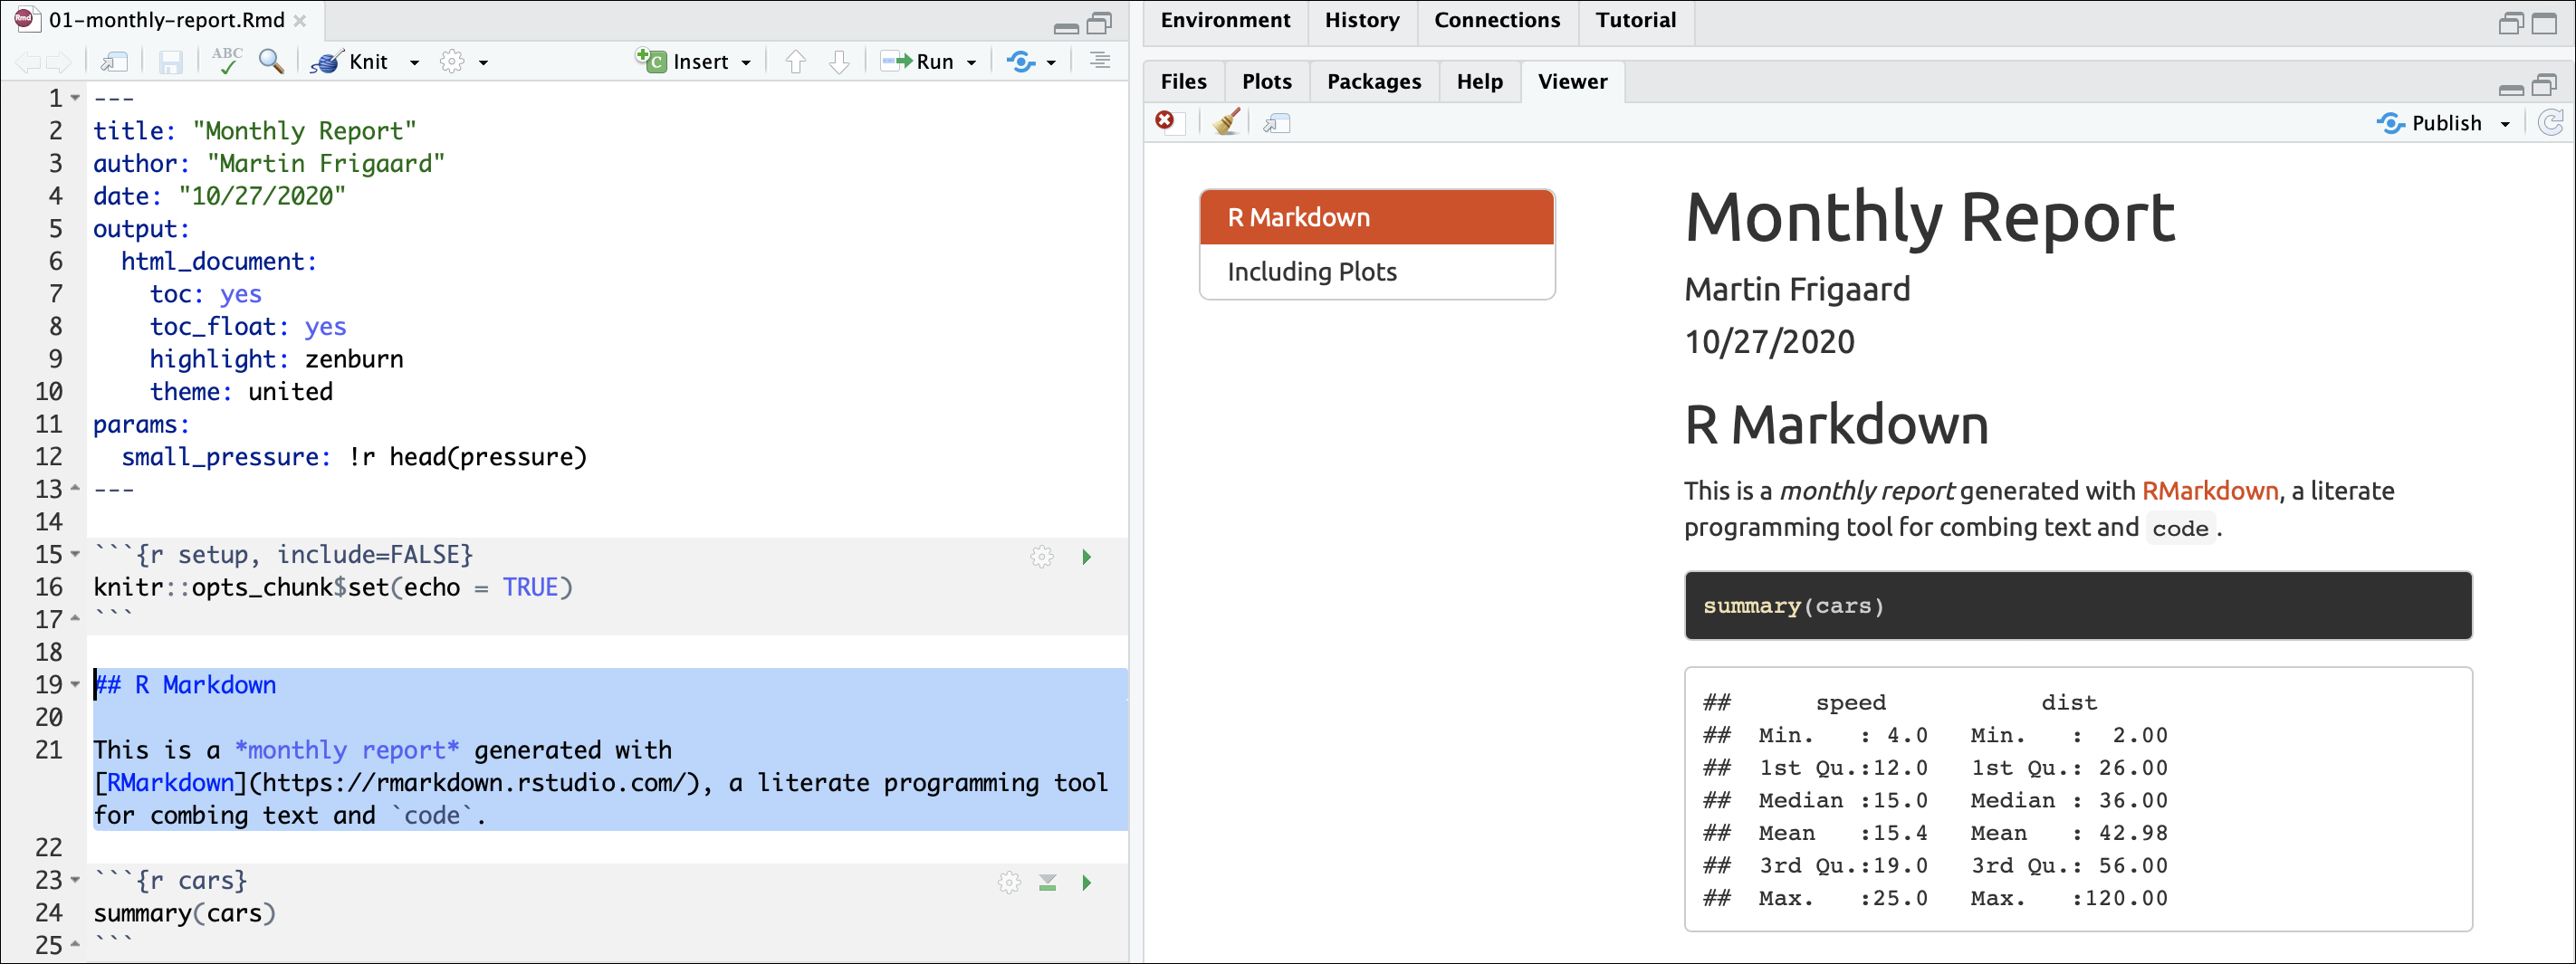 01-monthly-report.Rmd
ABC
Knit
Insert
Run
1 ---
2 title: "Monthly Report"
3 author: "Martin Frigaard"
4 date: "10/27/2020"
5 output:
6   html_document:
7     toc: yes
8     toc_float: yes
9     highlight: zenburn
10     theme: united
11 params:
12   small_pressure: !r head(pressure)
13 ---
14
15 ```{r setup, include=FALSE}
16 knitr::opts_chunk$set(echo = TRUE)
17 ```
18
19 ## R Markdown
20
21 This is a *monthly report* generated with
[RMarkdown](https://rmarkdown.rstudio.com/), a literate programming tool
for combing text and `code`.
22
23 ```{r cars}
24 summary(cars)
25 ```
Environment History Connections Tutorial
Files Plots Packages Help Viewer
Publish
R Markdown
Including Plots
Monthly Report
Martin Frigaard
10/27/2020
R Markdown
This is a monthly report generated with RMarkdown, a literate
programming tool for combing text and code.
summary(cars)
##      speed           dist
##  Min.   : 4.0   Min.   :  2.00
##  1st Qu.:12.0   1st Qu.: 26.00
##  Median :15.0   Median : 36.00
##  Mean   :15.4   Mean   : 42.98
##  3rd Qu.:19.0   3rd Qu.: 56.00
##  Max.   :25.0   Max.   :120.00